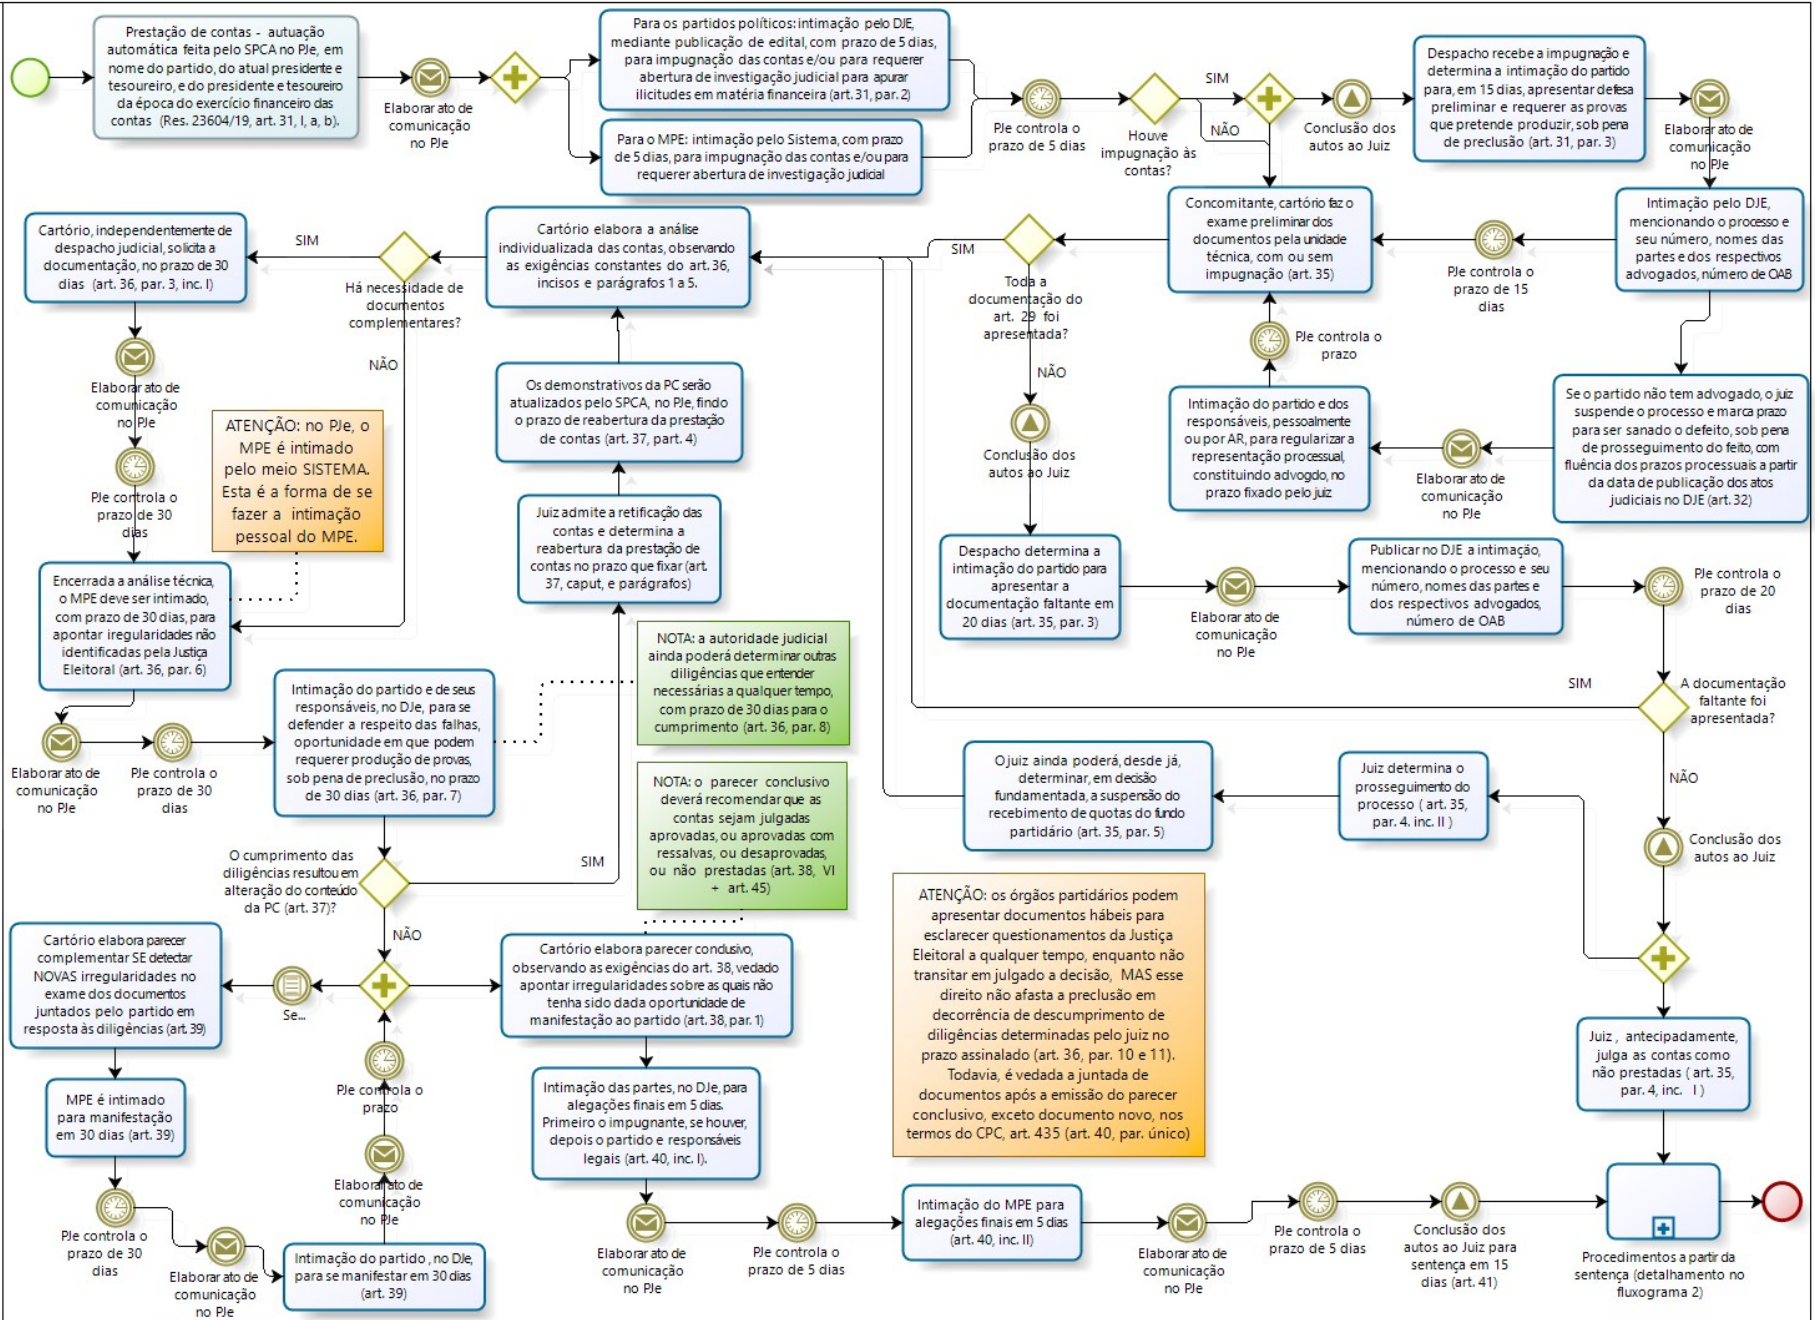 Prestação de contas - autuação
automática feita pelo SPCA no PJe, em
nome do partido, do atual presidente e
tesoureiro, e do presidente e tesoureiro
da época do exercício financeiro das
contas (Res. 23604/19, art. 31, I, a, b).
Elaborar ato de
comunicação
no PJe
Para os partidos políticos: intimação pelo DJE,
mediante publicação de edital, com prazo de 5 dias,
para impugnação das contas e/ou para requerer
abertura de investigação judicial para apurar
ilicitudes em matéria financeira (art. 31, par. 2)
Para o MPE: intimação pelo Sistema, com prazo
de 5 dias, para impugnação das contas e/ou para
requerer abertura de investigação judicial
PJe controla o
prazo de 5 dias
Houve
impugnação às
contas?
SIM
NÃO
Conclusão dos
autos ao Juiz
Despacho recebe a impugnação e
determina a intimação do partido
para, em 15 dias, apresentar defesa
preliminar e requerer as provas
que pretende produzir, sob pena
de preclusão (art. 31, par. 3)
Elaborar ato de
comunicação
no PJe
Intimação pelo DJE,
mencionando o processo e
seu número, nomes das
partes e dos respectivos
advogados, número de OAB
PJe controla o
prazo de 15
dias
Concomitante, cartório faz o
exame preliminar dos
documentos pela unidade
técnica, com ou sem
impugnação (art. 35)
Se o partido não tem advogado, o juiz
suspende o processo e marca prazo
para ser sanado o defeito, sob pena
de prosseguimento do feito, com
fluência dos prazos processuais a partir
da data de publicação dos atos
judiciais no DJE (art. 32)
Elaborar ato de
comunicação
no PJe
Intimação do partido e dos
responsáveis, pessoalmente
ou por AR, para regularizar a
representação processual,
constituindo advogdo, no
prazo fixado pelo juiz
PJe controla o
prazo
Toda a
documentação do
art. 29 foi
apresentada?
SIM
NÃO
Conclusão dos
autos ao Juiz
Despacho determina a
intimação do partido para
apresentar a
documentação faltante em
20 dias (art. 35, par. 3)
Elaborar ato de
comunicação
no PJe
Publicar no DJE a intimação,
mencionando o processo e seu
número, nomes das partes e
dos respectivos advogados,
número de OAB
PJe controla o
prazo de 20
dias
A documentação
faltante foi
apresentada?
SIM
NÃO
Conclusão dos
autos ao Juiz
Juiz determina o
prosseguimento do
processo ( art. 35,
par. 4. inc. II )
O juiz ainda poderá, desde já,
determinar, em decisão
fundamentada, a suspensão do
recebimento de quotas do fundo
partidário (art. 35, par. 5)
Juiz , antecipadamente,
julga as contas como
não prestadas ( art. 35,
par. 4, inc. I )
Cartório elabora a análise
individualizada das contas, observando
as exigências constantes do art. 36,
incisos e parágrafos 1 a 5.
Há necessidade de
documentos
complementares?
SIM
NÃO
Cartório, independentemente de
despacho judicial, solicita a
documentação, no prazo de 30
dias (art. 36, par. 3, inc. I)
Elaborar ato de
comunicação
no PJe
PJe controla o
prazo de 30
dias
ATENÇÃO: no PJe, o
MPE é intimado
pelo meio SISTEMA.
Esta é a forma de se
fazer a intimação
pessoal do MPE.
Encerrada a análise técnica,
o MPE deve ser intimado,
com prazo de 30 dias, para
apontar irregularidades não
identificadas pela Justiça
Eleitoral (art. 36, par. 6)
Elaborar ato de
comunicação
no PJe
PJe controla o
prazo de 30
dias
Intimação do partido e de seus
responsáveis, no DJe, para se
defender a respeito das falhas,
oportunidade em que podem
requerer produção de provas,
sob pena de preclusão, no prazo
de 30 dias (art. 36, par. 7)
NOTA: a autoridade judicial
ainda poderá determinar outras
diligências que entender
necessárias a qualquer tempo,
com prazo de 30 dias para o
cumprimento (art. 36, par. 8)
O cumprimento das
diligências resultou em
alteração do conteúdo
da PC (art. 37)?
SIM
NÃO
Juiz admite a retificação das
contas e determina a
reabertura da prestação de
contas no prazo que fixar (art.
37, caput, e parágrafos)
Os demonstrativos da PC serão
atualizados pelo SPCA, no PJe, findo
o prazo de reabertura da prestação
de contas (art. 37, part. 4)
NOTA: o parecer conclusivo
deverá recomendar que as
contas sejam julgadas
aprovadas, ou aprovadas com
ressalvas, ou desaprovadas,
ou não prestadas (art. 38, VI
+ art. 45)
Se...
Cartório elabora parecer
complementar SE detectar
NOVAS irregularidades no
exame dos documentos
juntados pelo partido em
resposta às diligências (art. 39)
MPE é intimado
para manifestação
em 30 dias (art. 39)
PJe controla o
prazo de 30
dias
Elaborar ato de
comunicação
no PJe
Intimação do partido , no DJe,
para se manifestar em 30 dias
(art. 39)
Elaborar ato de
comunicação
no PJe
PJe controla o
prazo
Cartório elabora parecer conclusivo,
observando as exigências do art. 38, vedado
apontar irregularidades sobre as quais não
tenha sido dada oportunidade de
manifestação ao partido (art. 38, par. 1)
Intimação das partes, no DJe, para
alegações finais em 5 dias.
Primeiro o impugnante, se houver,
depois o partido e responsáveis
legais (art. 40, inc. I).
Elaborar ato de
comunicação
no PJe
PJe controla o
prazo de 5 dias
Intimação do MPE para
alegações finais em 5 dias
(art. 40, inc. II)
Elaborar ato de
comunicação
no PJe
PJe controla o
prazo de 5 dias
Conclusão dos
autos ao Juiz para
sentença em 15
dias (art. 41)
Procedimentos a partir da
sentença (detalhamento no
fluxograma 2)
ATENÇÃO: os órgãos partidários podem
apresentar documentos hábeis para
esclarecer questionamentos da Justiça
Eleitoral a qualquer tempo, enquanto não
transitar em julgado a decisão, MAS esse
direito não afasta a preclusão em
decorrência de descumprimento de
diligências determinadas pelo juiz no
prazo assinalado (art. 36, par. 10 e 11).
Todavia, é vedada a juntada de
documentos após a emissão do parecer
conclusivo, exceto documento novo, nos
termos do CPC, art. 435 (art. 40, par. único)